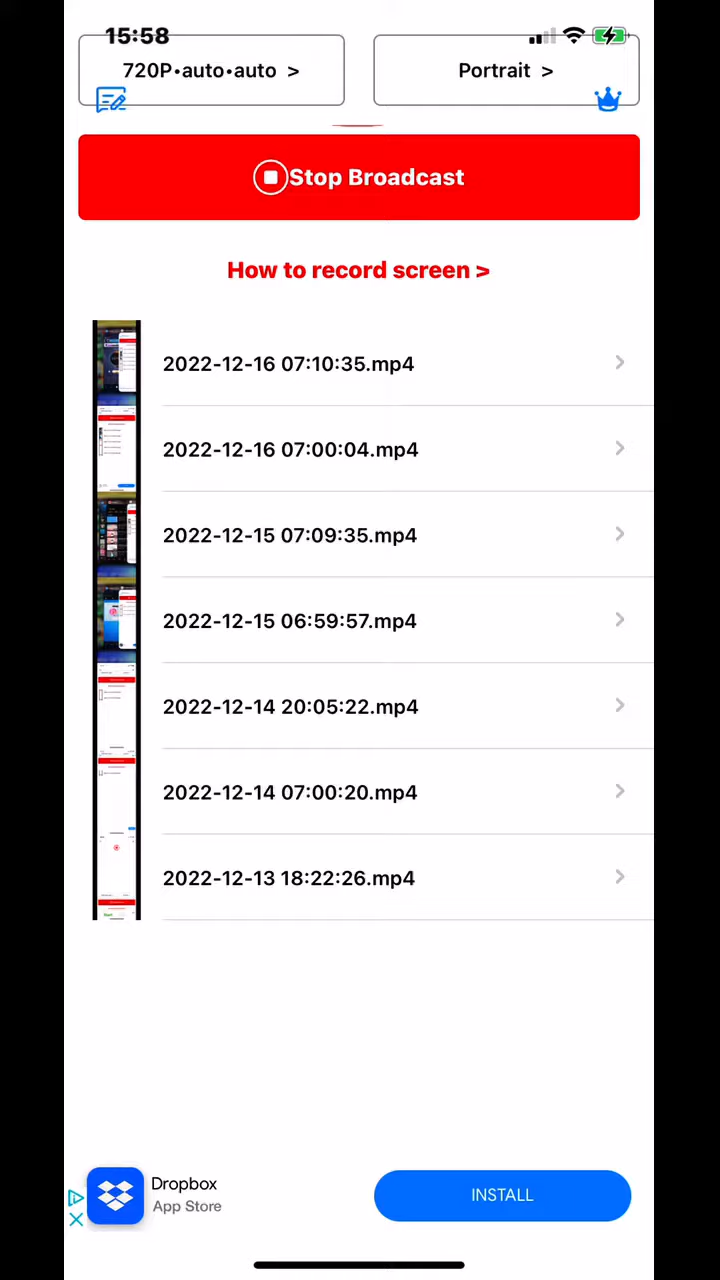 15:58
720P•auto•auto >
Portrait >
Stop Broadcast
How to record screen >
2022-12-16 07:10:35.mp4
2022-12-16 07:00:04.mp4
2022-12-15 07:09:35.mp4
2022-12-15 06:59:57.mp4
2022-12-14 20:05:22.mp4
2022-12-14 07:00:20.mp4
2022-12-13 18:22:26.mp4
Dropbox
App Store
INSTALL